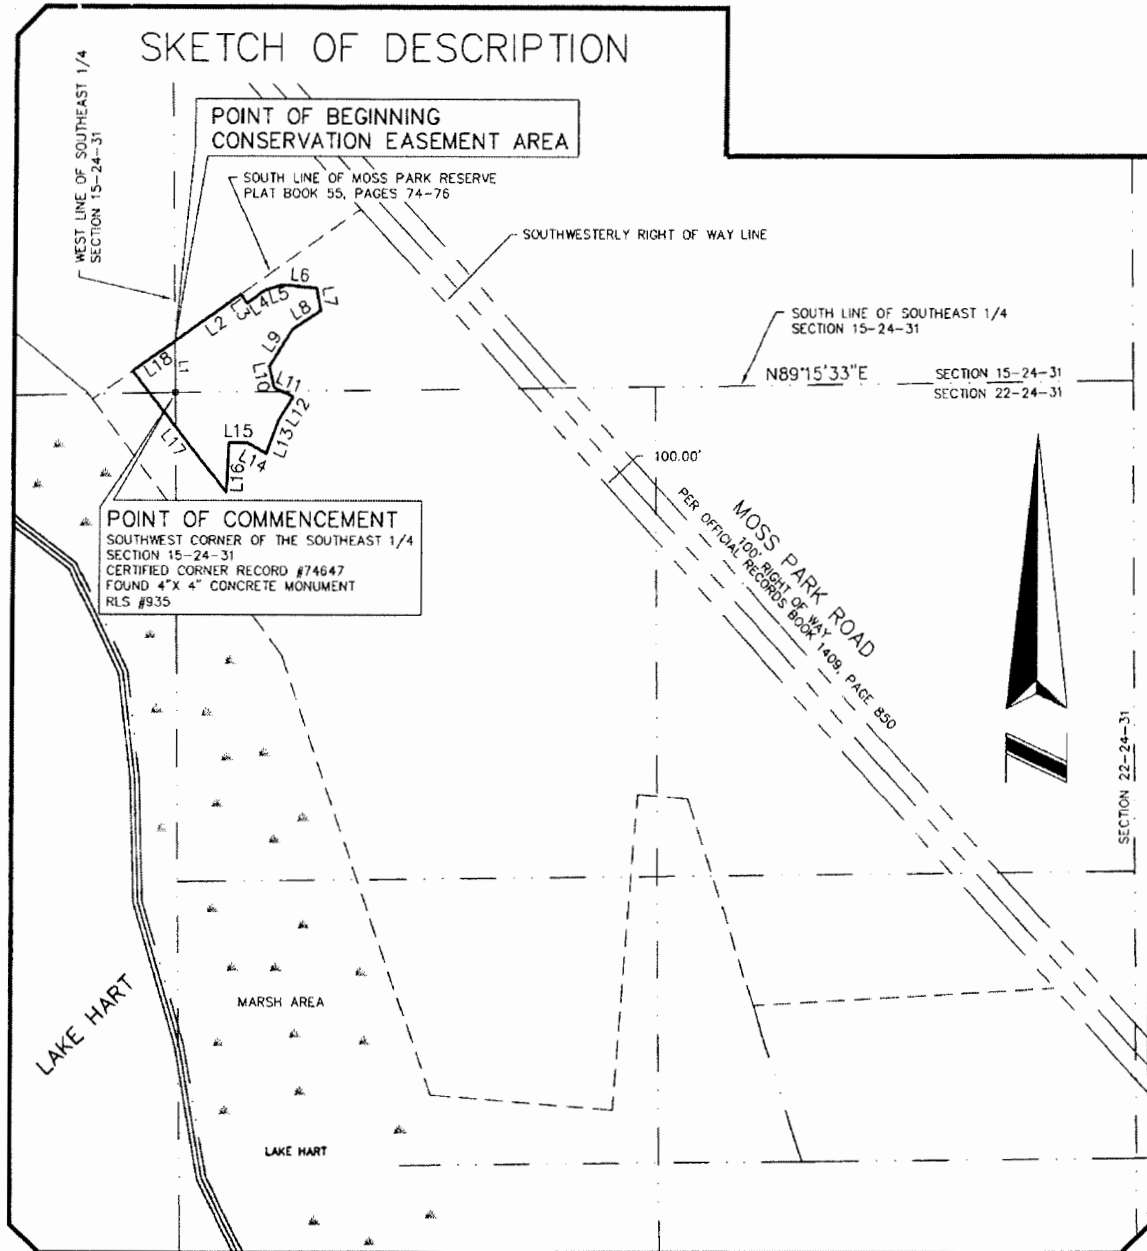 SKETCH OF DESCRIPTION
WEST LINE OF SOUTHEAST 1/4
SECTION 15-24-31
POINT OF BEGINNING
CONSERVATION EASEMENT AREA
SOUTH LINE OF MOSS PARK RESERVE
PLAT BOOK 55, PAGES 74-76
SOUTHWESTERLY RIGHT OF WAY LINE
SOUTH LINE OF SOUTHEAST 1/4
SECTION 15-24-31
N89°15'33"E
SECTION 15-24-31
SECTION 22-24-31
L1
L2
L3
L4
L5
L6
L7
L8
L9
L10
L11
L12
L13
L14
L15
L16
L17
L18
100.00'
MOSS PARK ROAD
100' RIGHT OF WAY
PER OFFICIAL RECORDS BOOK 1409, PAGE 850
POINT OF COMMENCEMENT
SOUTHWEST CORNER OF THE SOUTHEAST 1/4
SECTION 15-24-31
CERTIFIED CORNER RECORD #74647
FOUND 4"X 4" CONCRETE MONUMENT
RLS #935
SECTION 22-24-31
LAKE HART
MARSH AREA
LAKE HART